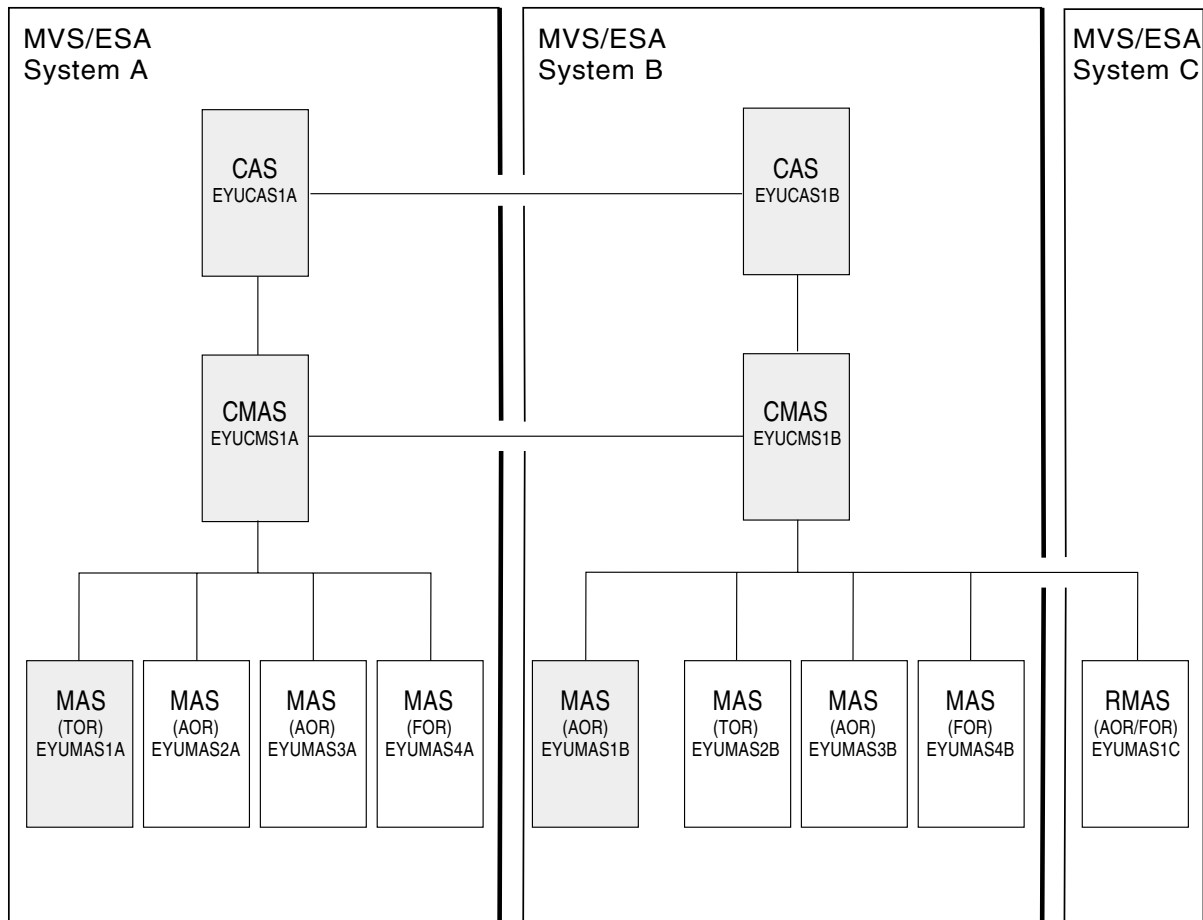 MVS/ESA
System A
MVS/ESA
System B
MVS/ESA
System C
CAS
EYUCAS1A
CAS
EYUCAS1B
CMAS
EYUCMS1A
CMAS
EYUCMS1B
MAS
(TOR)
EYUMAS1A
MAS
(AOR)
EYUMAS2A
MAS
(AOR)
EYUMAS3A
MAS
(FOR)
EYUMAS4A
MAS
(AOR)
EYUMAS1B
MAS
(TOR)
EYUMAS2B
MAS
(AOR)
EYUMAS3B
MAS
(FOR)
EYUMAS4B
RMAS
(AOR/FOR)
EYUMAS1C